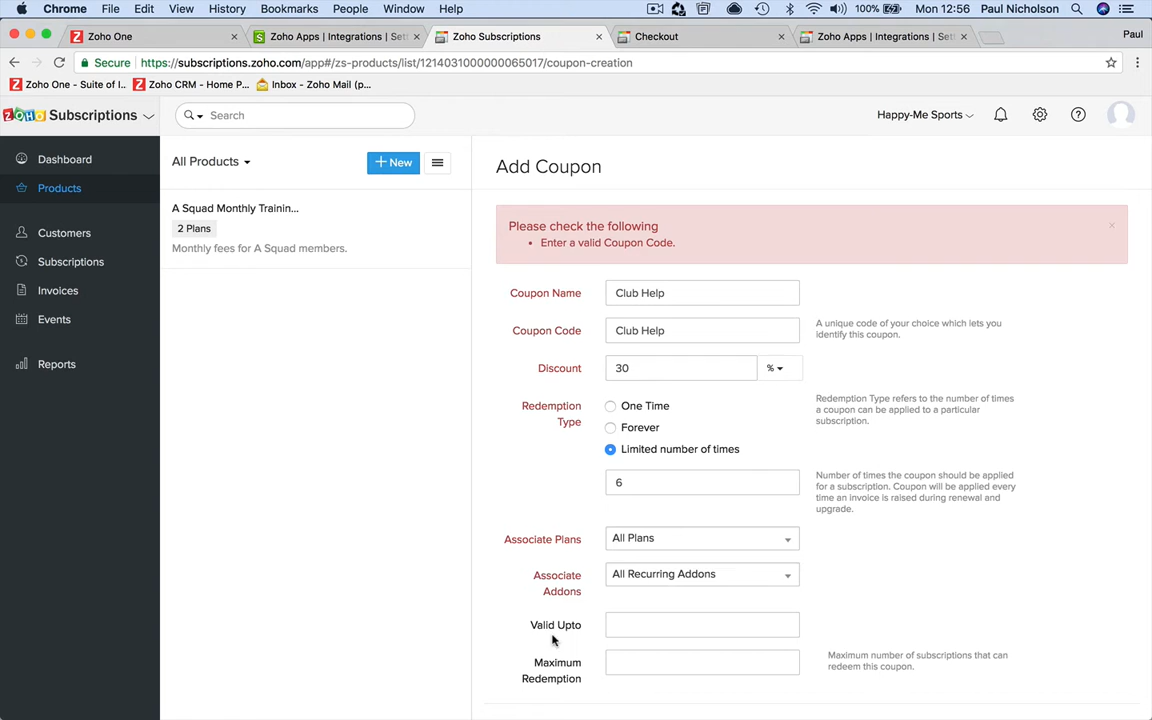 Chrome File Edit View History Bookmarks People Window Help 100% Mon 12:56 Paul Nicholson
Zoho One
Zoho Apps | Integrations | Set
Zoho Subscriptions
Checkout
Zoho Apps | Integrations | Set
Paul
Secure https://subscriptions.zoho.com/app#/zs-products/list/1214031000000065017/coupon-creation
Zoho One - Suite of I..
Zoho CRM - Home P...
Inbox - Zoho Mail (p...
ZOHO Subscriptions
Search
Happy-Me Sports
Dashboard
Products
Customers
Subscriptions
Invoices
Events
Reports
All Products
+ New
A Squad Monthly Trainin...
2 Plans
Monthly fees for A Squad members.
Add Coupon
Please check the following
• Enter a valid Coupon Code.
Coupon Name
Club Help
Coupon Code
Club Help
A unique code of your choice which lets you
identify this coupon.
Discount
30
%
Redemption
Type
One Time
Forever
Limited number of times
Redemption Type refers to the number of times
a coupon can be applied to a particular
subscription.
6
Number of times the coupon should be applied
for a subscription. Coupon will be applied every
time an invoice is raised during renewal and
upgrade.
Associate Plans
All Plans
Associate
Addons
All Recurring Addons
Valid Upto
Maximum
Redemption
Maximum number of subscriptions that can
redeem this coupon.